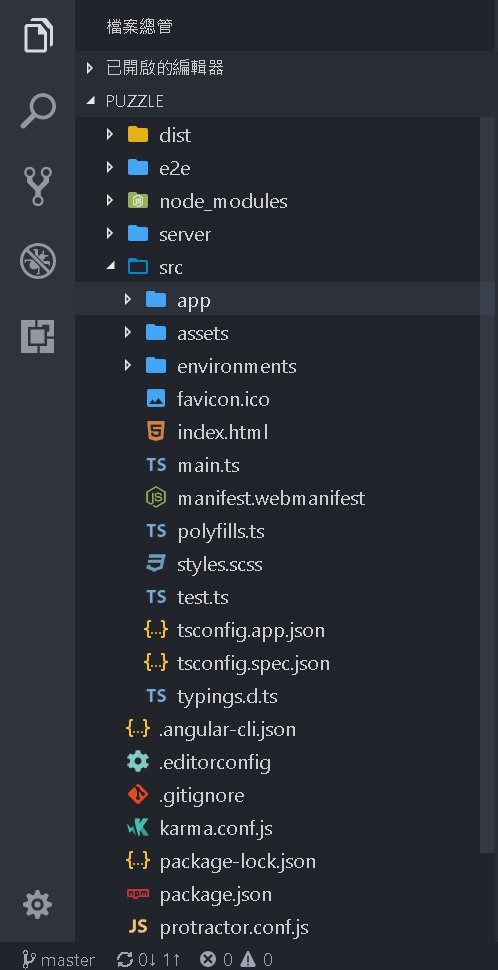 檔案總管
已開啟的編輯器
PUZZLE
dist
e2e
node_modules
server
src
app
assets
environments
favicon.ico
index.html
TS main.ts
JS manifest.webmanifest
TS polyfills.ts
styles.scss
TS test.ts
{..} tsconfig.app.json
{..} tsconfig.spec.json
TS typings.d.ts
{..} .angular-cli.json
.editorconfig
.gitignore
K karma.conf.js
{..} package-lock.json
npm package.json
JS protractor.conf.js
master 0↓ 1↑ 0 0